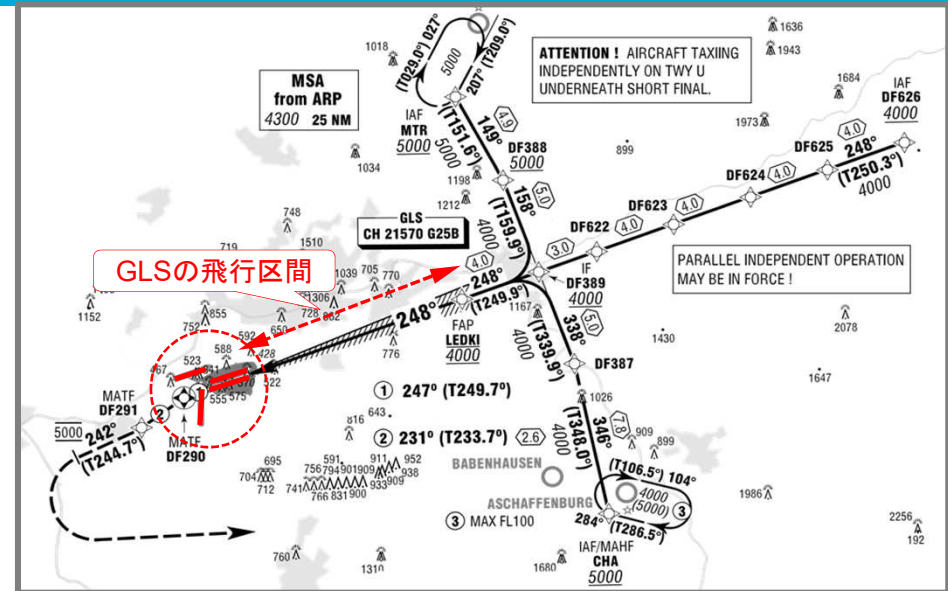 1636
1943
1018
(T029.0°) 027°
5000
207° (T209.0°)
ATTENTION ! AIRCRAFT TAXIING
INDEPENDENTLY ON TWY U
UNDERNEATH SHORT FINAL.
MSA
from ARP
4300 25 NM
1684
IAF
DF626
4000
IAF
MTR
5000
149°
(T151.6°)
5000
4.9
DF388
5000
1973
899
DF625
4.0
248°
(T250.3°)
4000
1034
1198
1212
158°
(T159.9°)
4000
5.0
DF624
4.0
DF623
4.0
DF622
4.0
748
719
1510
GLS
CH 21570 G25B
GLSの飛行区間
4.0
248°
(T249.9°)
3.0
IF
DF389
4000
PARALLEL INDEPENDENT OPERATION
MAY BE IN FORCE !
1039
705
770
1306
728
862
1152
855
752
650
592
428
248°
FAP
LEDKI
4000
1167
338°
(T339.9°)
4000
5.0
1430
2078
776
588
523
467
522
541
570
555
575
DF387
1647
1
1 247° (T249.7°)
1026
MATF
DF291
2
MATF
DF290
5000
242°
(T244.7°)
643
816
2 231° (T233.7°) 2.6
346°
(T348.0°)
4000
7.8
909
899
695
704
712
756
591
794
901
909
911
952
741
766
831
900
933
909
938
BABENHAUSEN
ASCHAFFENBURG
(T106.5°) 104°
4000
(5000)
3
284°
(T286.5°)
1986
3 MAX FL100
2256
192
760
1310
1680
IAF/MAHF
CHA
5000